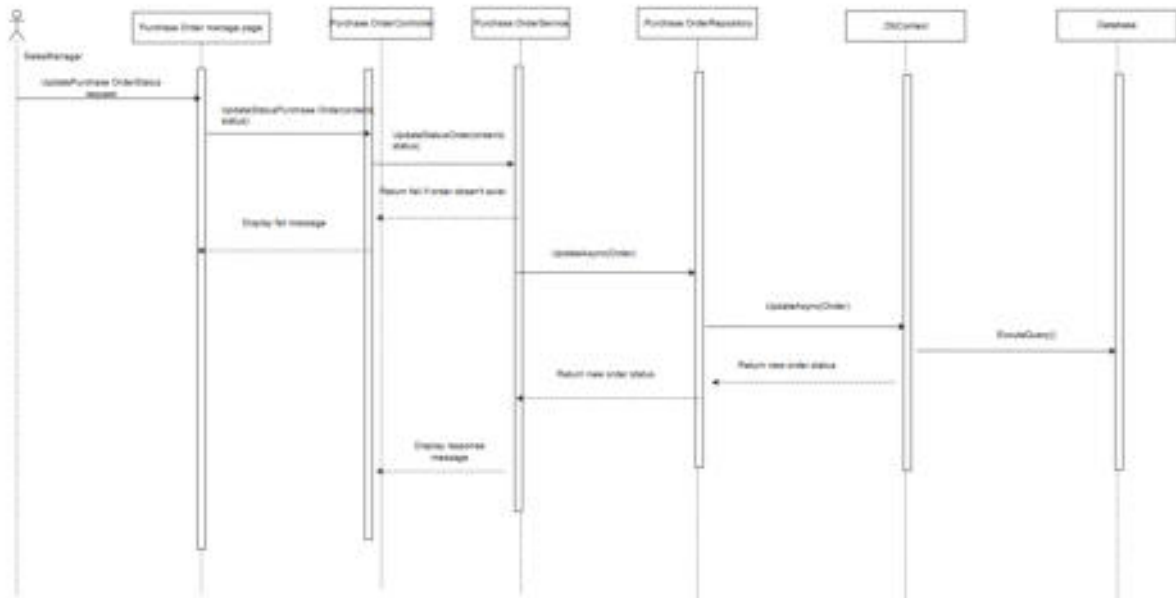 Purchase Order manage page
Purchase OrderController
Purchase OrderService
Purchase OrderRepository
DbContext
Database
SalesManager
UpdatePurchase OrderStatus
request
UpdateStatusPurchase Order(orderId,
status)
UpdateStatusOrder(orderId,
status)
Return fail if order doesn't exist
Display fail message
UpdateAsync(Order)
UpdateAsync(Order)
ExcuteQuery()
Return new order status
Return new order status
Display response
message